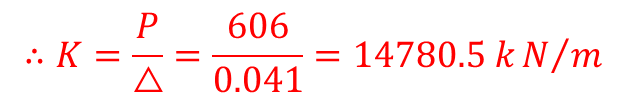 ∴ K = P/△ = 606/0.041 = 14780.5 k N/m